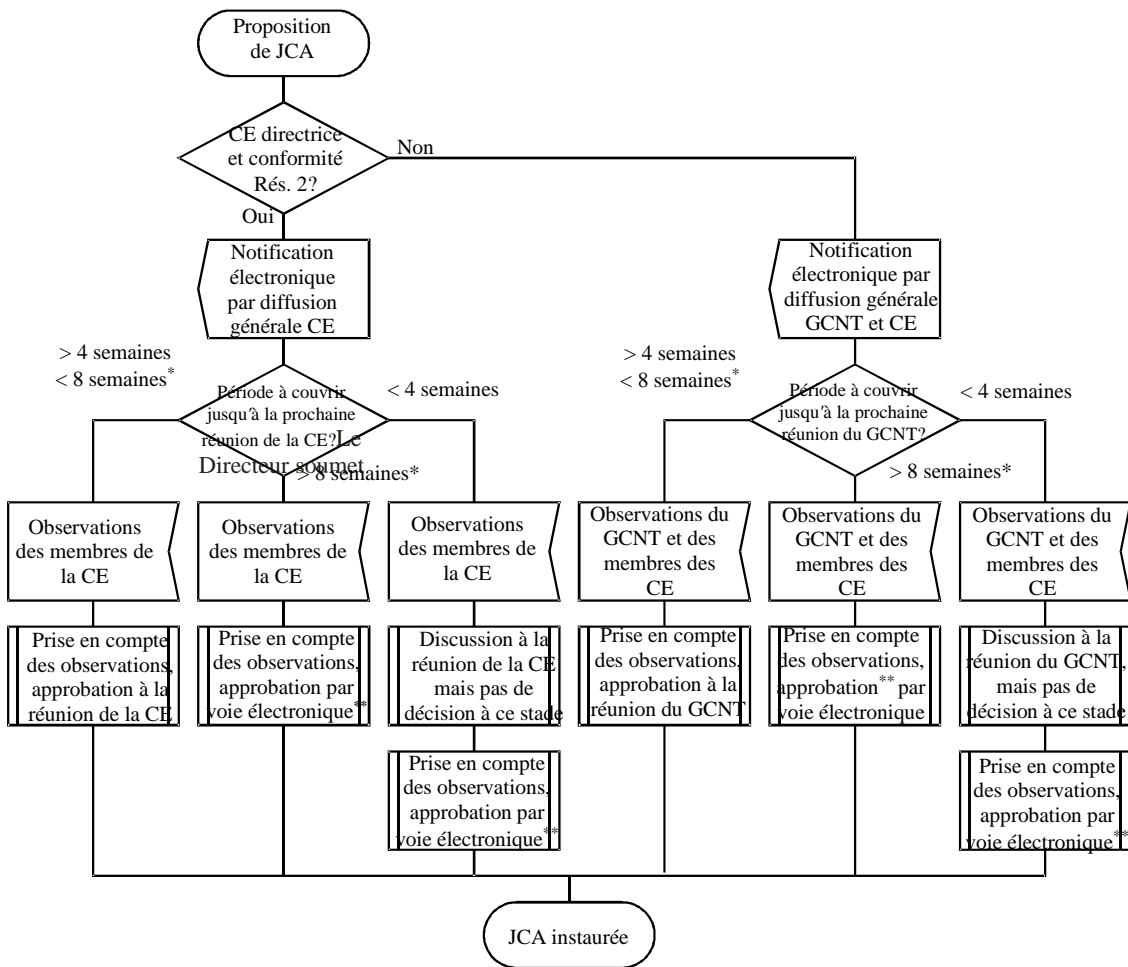 Proposition
de JCA
CE directrice
et conformité
Rés. 2?
Non
Oui
Notification
électronique
par diffusion
générale CE
Notification
électronique par
diffusion générale
GCNT et CE
> 4 semaines
< 8 semaines*
Période à couvrir
jusqu'à la prochaine
réunion de la CE?Le
Directeur soumet
< 4 semaines
> 8 semaines*
> 4 semaines
< 8 semaines*
Période à couvrir
jusqu'à la prochaine
réunion du GCNT?
< 4 semaines
> 8 semaines*
Observations
des membres de
la CE
Observations
des membres de
la CE
Observations
des membres de
la CE
Observations du
GCNT et des
membres des
CE
Observations du
GCNT et des
membres des
CE
Observations du
GCNT et des
membres des
CE
Prise en compte
des observations,
approbation à la
réunion de la CE
Prise en compte
des observations,
approbation par
voie électronique**
Discussion à la
réunion de la CE
mais pas de
décision à ce stade
Prise en compte
des observations,
approbation à la
réunion du GCNT
Prise en compte
des observations,
approbation** par
voie électronique
Discussion à la
réunion du GCNT,
mais pas de
décision à ce stade
Prise en compte
des observations,
approbation par
voie électronique**
Prise en compte
des observations,
approbation par
voie électronique**
JCA instaurée